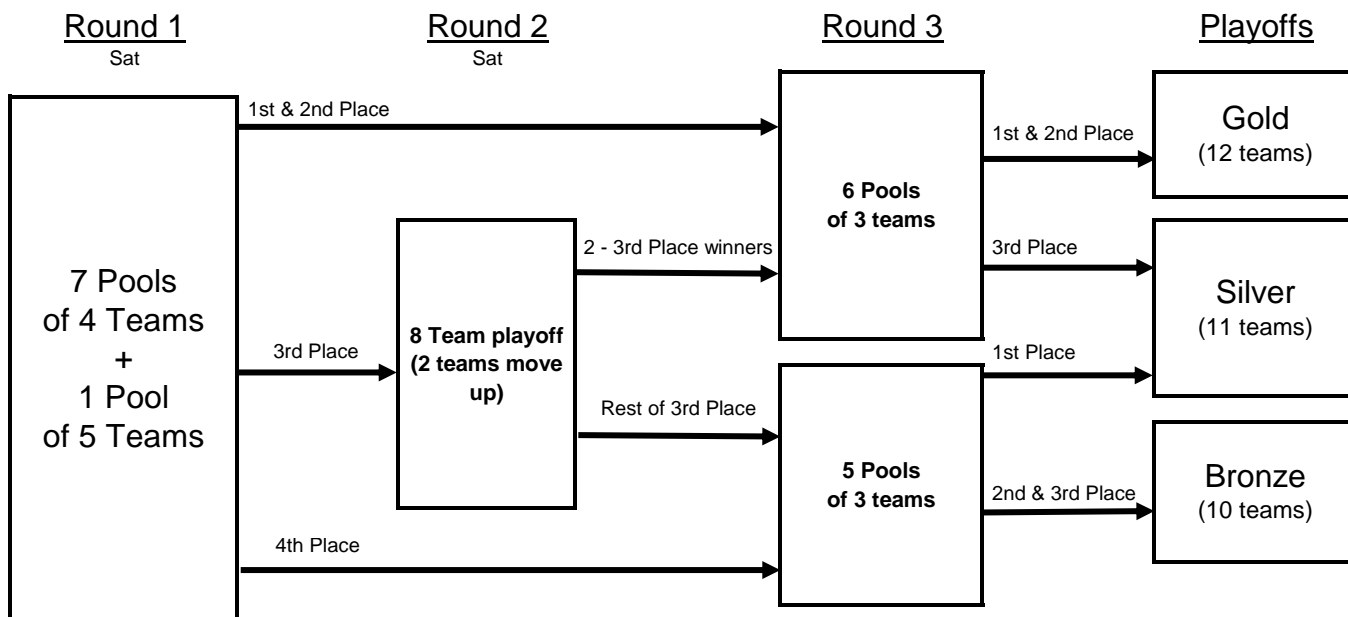 Round 1
Sat
Round 2
Sat
Round 3
Playoffs
1st & 2nd Place
7 Pools
of 4 Teams
+
1 Pool
of 5 Teams
3rd Place
4th Place
8 Team playoff
(2 teams move
up)
2 - 3rd Place winners
Rest of 3rd Place
6 Pools
of 3 teams
5 Pools
of 3 teams
1st & 2nd Place
3rd Place
1st Place
2nd & 3rd Place
Gold
(12 teams)
Silver
(11 teams)
Bronze
(10 teams)